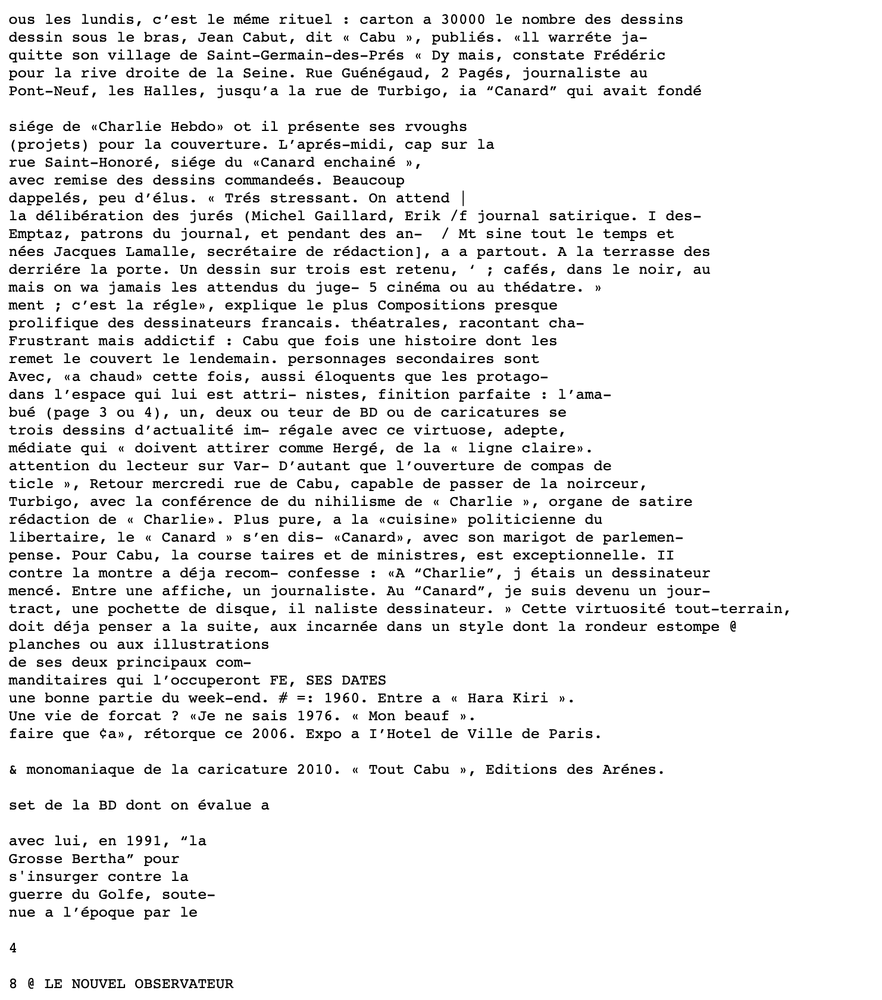 ous les lundis, c’est le méme rituel : carton a 30000 le nombre des dessins
dessin sous le bras, Jean Cabut, dit « Cabu », publiés. «ll warréte ja-
quitte son village de Saint-Germain-des-Prés « Dy mais, constate Frédéric
pour la rive droite de la Seine. Rue Guénégaud, 2 Pagés, journaliste au
Pont-Neuf, les Halles, jusqu’a la rue de Turbigo, ia “Canard” qui avait fondé
siége de «Charlie Hebdo» ot il présente ses rvoughs
(projets) pour la couverture. L’aprés-midi, cap sur la
rue Saint-Honoré, siége du «Canard enchainé »,
avec remise des dessins commandeés. Beaucoup
dappelés, peu d’élus. « Trés stressant. On attend |
la délibération des jurés (Michel Gaillard, Erik /f journal satirique. I des-
Emptaz, patrons du journal, et pendant des an- / Mt sine tout le temps et
nées Jacques Lamalle, secrétaire de rédaction], a a partout. A la terrasse des
derriére la porte. Un dessin sur trois est retenu, ‘ ; cafés, dans le noir, au
mais on wa jamais les attendus du juge- 5 cinéma ou au thédatre. »
ment ; c’est la régle», explique le plus Compositions presque
prolifique des dessinateurs francais. théatrales, racontant cha-
Frustrant mais addictif : Cabu que fois une histoire dont les
remet le couvert le lendemain. personnages secondaires sont
Avec, «a chaud» cette fois, aussi éloquents que les protago-
dans l’espace qui lui est attri- nistes, finition parfaite : l’ama-
bué (page 3 ou 4), un, deux ou teur de BD ou de caricatures se
trois dessins d’actualité im- régale avec ce virtuose, adepte,
médiate qui « doivent attirer comme Hergé, de la « ligne claire».
attention du lecteur sur Var- D’autant que l’ouverture de compas de
ticle », Retour mercredi rue de Cabu, capable de passer de la noirceur,
Turbigo, avec la conférence de du nihilisme de « Charlie », organe de satire
rédaction de « Charlie». Plus pure, a la «cuisine» politicienne du
libertaire, le « Canard » s’en dis- «Canard», avec son marigot de parlemen-
pense. Pour Cabu, la course taires et de ministres, est exceptionnelle. II
contre la montre a déja recom- confesse : «A “Charlie”, j étais un dessinateur
mencé. Entre une affiche, un journaliste. Au “Canard”, je suis devenu un jour-
tract, une pochette de disque, il naliste dessinateur. » Cette virtuosité tout-terrain,
doit déja penser a la suite, aux incarnée dans un style dont la rondeur estompe @
planches ou aux illustrations
de ses deux principaux com-
manditaires qui l’occuperont FE, SES DATES
une bonne partie du week-end. # =: 1960. Entre a « Hara Kiri ».
Une vie de forcat ? «Je ne sais 1976. « Mon beauf ».
faire que ¢a», rétorque ce 2006. Expo a I’Hotel de Ville de Paris.
& monomaniaque de la caricature 2010. « Tout Cabu », Editions des Arénes.
set de la BD dont on évalue a
avec lui, en 1991, “la
Grosse Bertha” pour
s'insurger contre la
guerre du Golfe, soute-
nue a l’époque par le
4
8 @ LE NOUVEL OBSERVATEUR